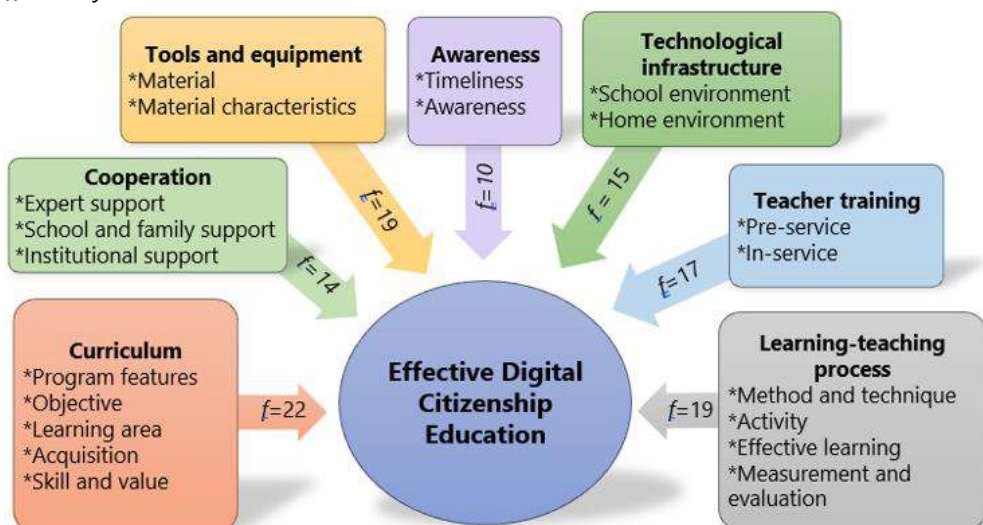 Tools and equipment
*Material
*Material characteristics
Awareness
*Timeliness
*Awareness
Technological
infrastructure
*School environment
*Home environment
Cooperation
*Expert support
*School and family support
*Institutional support
Teacher training
*Pre-service
*In-service
f=19
f=10
f=15
f=14
f=17
Curriculum
*Program features
*Objective
*Learning area
*Acquisition
*Skill and value
f=22
Effective Digital
Citizenship
Education
f=19
Learning-teaching
process
*Method and technique
*Activity
*Effective learning
*Measurement and
evaluation